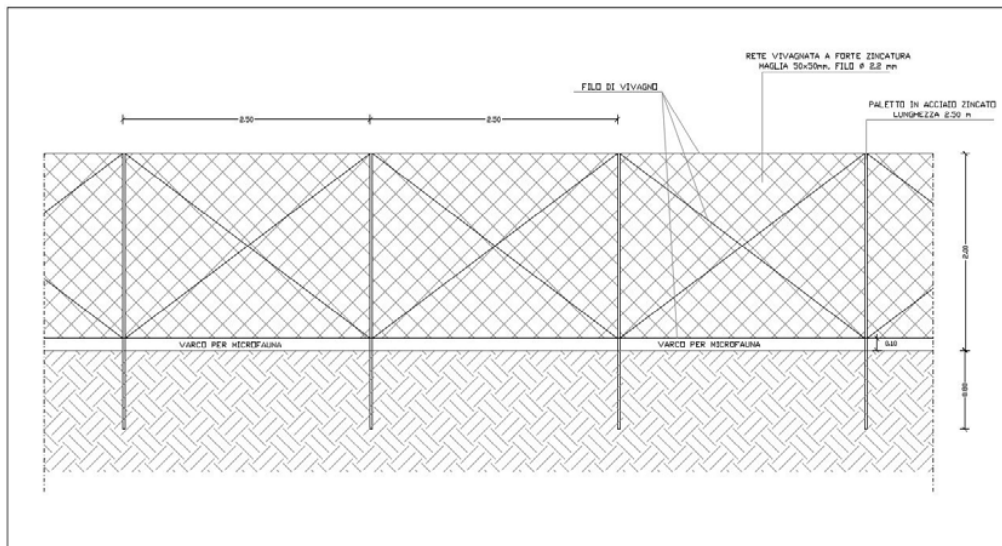 RETE VIVAGNATA A FORTE ZINCATURA
MAGLIA 50x50mm, FILO Ø 2.2 mm
FILO DI VIVAGNO
PALETTO IN ACCIAIO ZINCATO
LUNGHEZZA 2.50 m
2.50
2.50
2.00
VARCO PER MICROFAUNA
VARCO PER MICROFAUNA
0.10
0.80